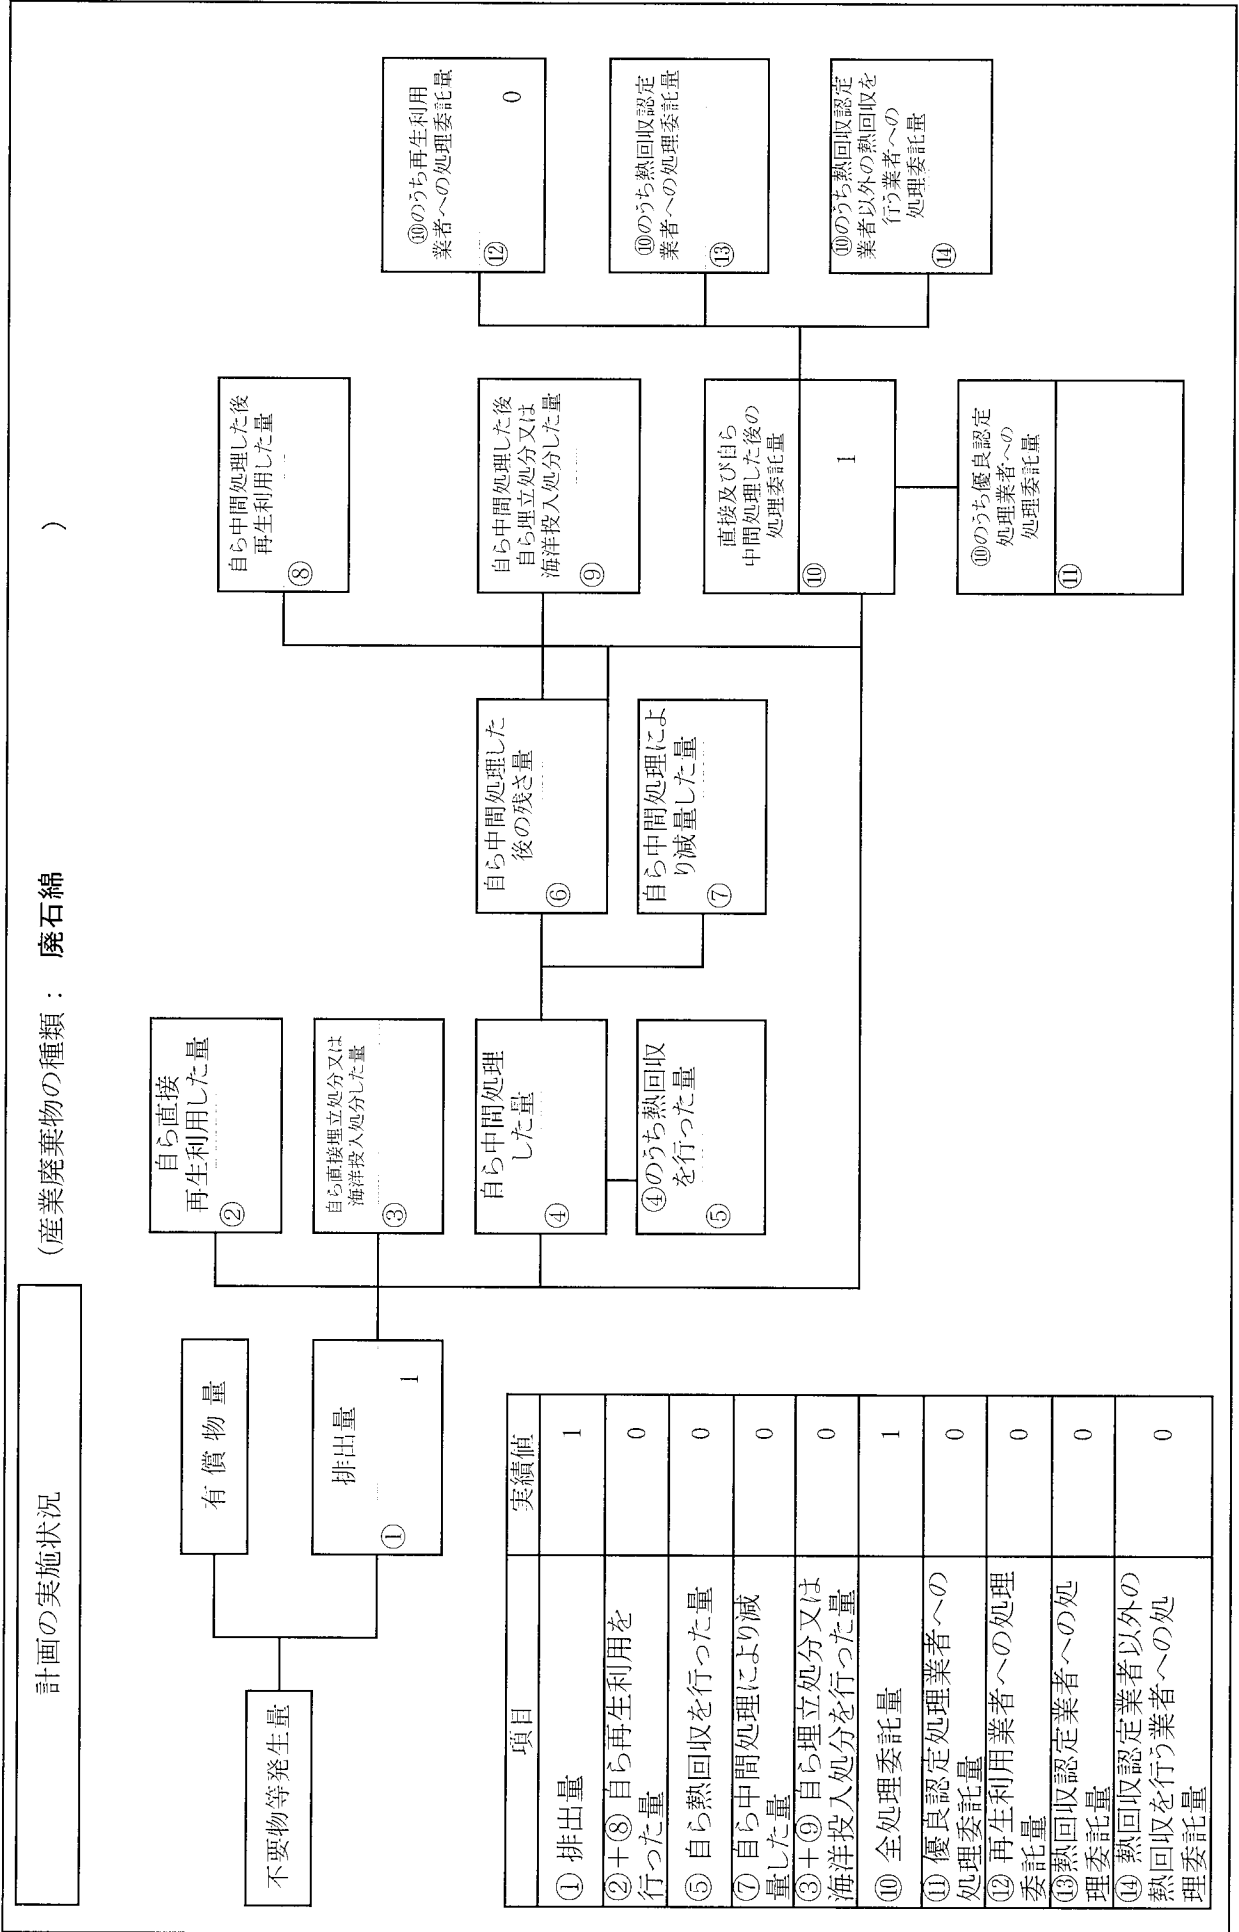 計画の実施状況
(産業廃棄物の種類： 廃石綿 )
不要物等発生量
有償物量
排出量
① 1
自ら直接
再生利用した量
②
自ら直接埋立処分又は
海洋投入処分した量
③
自ら中間処理
した量
④
④のうち熱回収
を行った量
⑤
自ら中間処理した
後の残さ量
⑥
自ら中間処理によ
り減量した量
⑦
自ら中間処理した後
再生利用した量
⑧
自ら中間処理した後
自ら埋立処分又は
海洋投入処分した量
⑨
直接及び自ら
中間処理した後の
処理委託量
⑩ 1
⑩のうち優良認定
処理業者への
処理委託量
⑪
⑩のうち再生利用
業者への処理委託量
⑫ 0
⑩のうち熱回収認定
業者への処理委託量
⑬
⑩のうち熱回収認定
業者以外の熱回収を
行う業者への
処理委託量
⑭
項目 実績値
① 排出量 1
②＋⑧ 自ら再生利用を
行った量 0
⑤ 自ら熱回収を行った量 0
⑦ 自ら中間処理により減
量した量 0
③＋⑨ 自ら埋立処分又は
海洋投入処分を行った量 0
⑩ 全処理委託量 1
⑪ 優良認定処理業者への
処理委託量 0
⑫ 再生利用業者への処理
委託量 0
⑬熱回収認定業者への処
理委託量 0
⑭ 熱回収認定業者以外の
熱回収を行う業者への処
理委託量 0